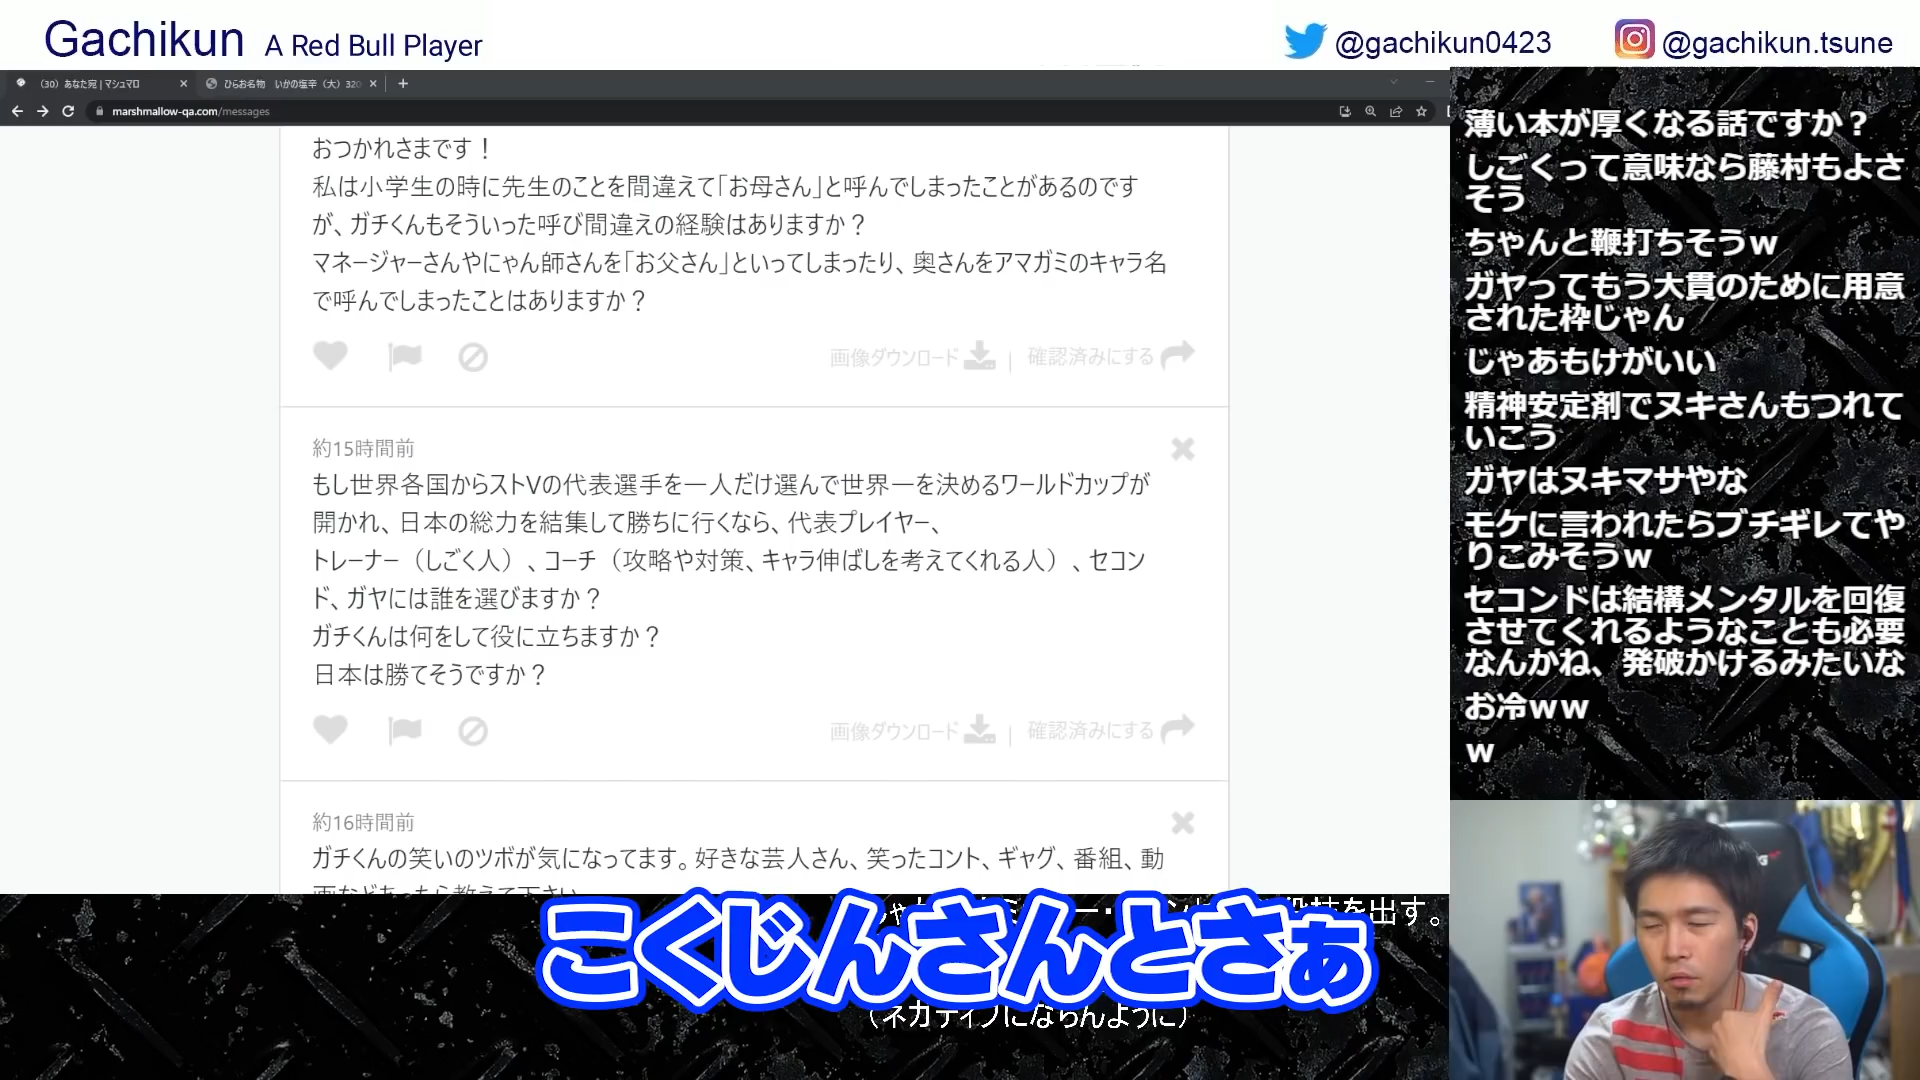 Gachikun A Red Bull Player
@gachikun0423
@gachikun.tsune
(30) あなた宛 | マシュマロ
ひらお名物 いかの塩辛（大）320
marshmallow-qa.com/messages
おつかれさまです！
私は小学生の時に先生のことを間違えて「お母さん」と呼んでしまったことがあるのです
が、ガチくんもそういった呼び間違えの経験はありますか？
マネージャーさんやにゃん師さんを「お父さん」といってしまったり、奥さんをアマガミのキャラ名
で呼んでしまったことはありますか？
画像ダウンロード | 確認済みにする
約15時間前
もし世界各国からストVの代表選手を一人だけ選んで世界一を決めるワールドカップが
開かれ、日本の総力を結集して勝ちに行くなら、代表プレイヤー、
トレーナー（しごく人）、コーチ（攻略や対策、キャラ伸ばしを考えてくれる人）、セコン
ド、ガヤには誰を選びますか？
ガチくんは何をして役に立ちますか？
日本は勝てそうですか？
画像ダウンロード | 確認済みにする
約16時間前
ガチくんの笑いのツボが気になってます。好きな芸人さん、笑ったコント、ギャグ、番組、動
を出す。
こくじんさんとさぁ
（ネガティブにならんように）
薄い本が厚くなる話ですか？
しごくって意味なら藤村もよさ
そう
ちゃんと鞭打ちそうｗ
ガヤってもう大貫のために用意
された枠じゃん
じゃあもけがいい
精神安定剤でヌキさんもつれて
いこう
ガヤはヌキマサやな
モケに言われたらブチギレてや
りこみそうｗ
セコンドは結構メンタルを回復
させてくれるようなことも必要
なんかね、発破かけるみたいな
お冷ｗｗ
ｗ